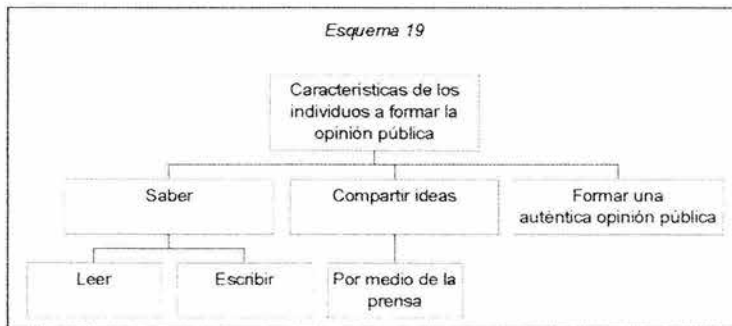 Esquema 19
Características de los
individuos a formar la
opinión pública
Saber
Compartir ideas
Formar una
auténtica opinión pública
Leer
Escribir
Por medio de la
prensa